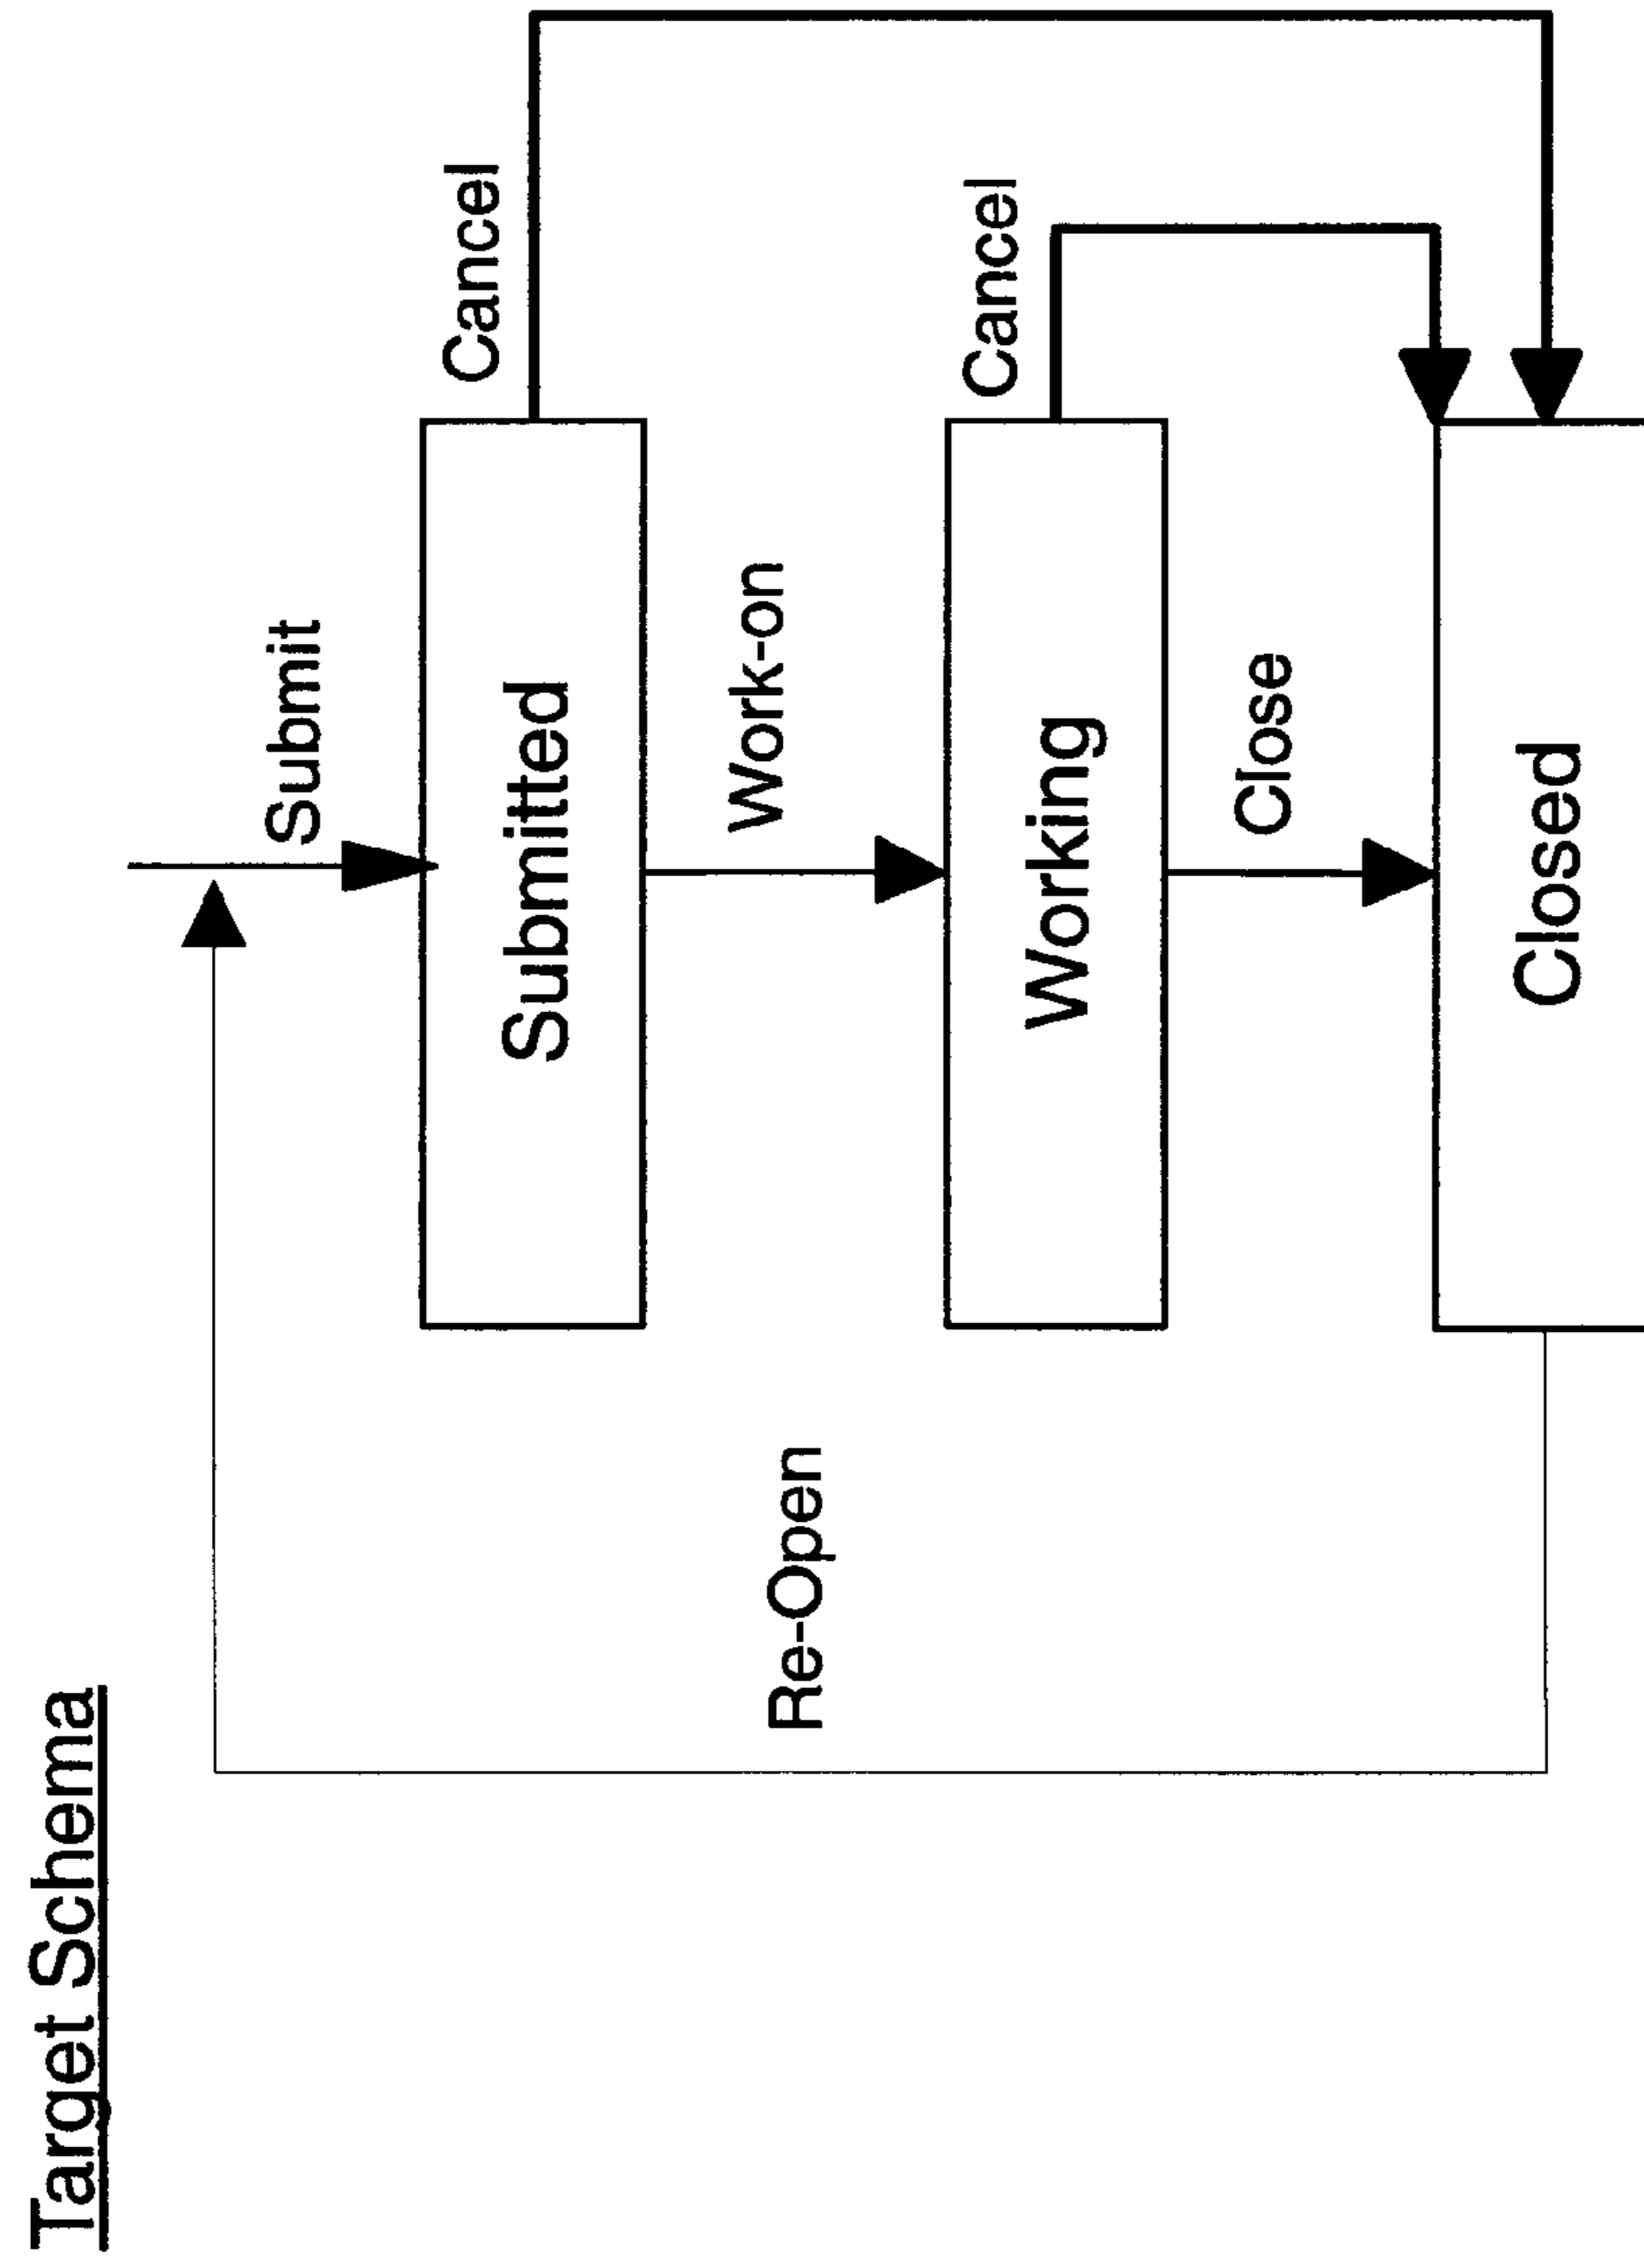 Target Schema
Submit
Submitted
Cancel
Work-on
Re-Open
Working
Cancel
Close
Closed